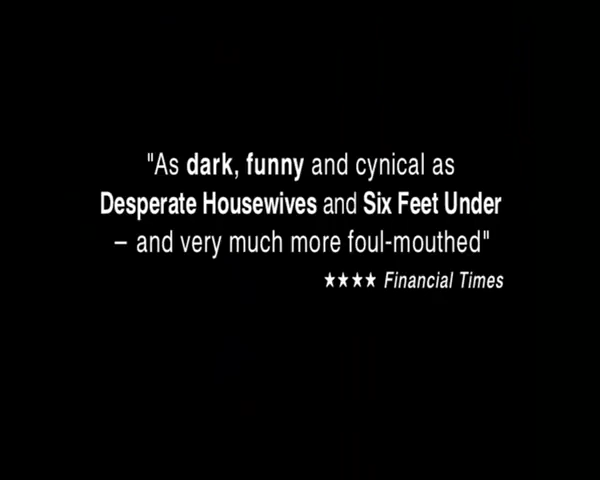 "As dark, funny and cynical as
Desperate Housewives and Six Feet Under
– and very much more foul-mouthed"
★★★★ Financial Times